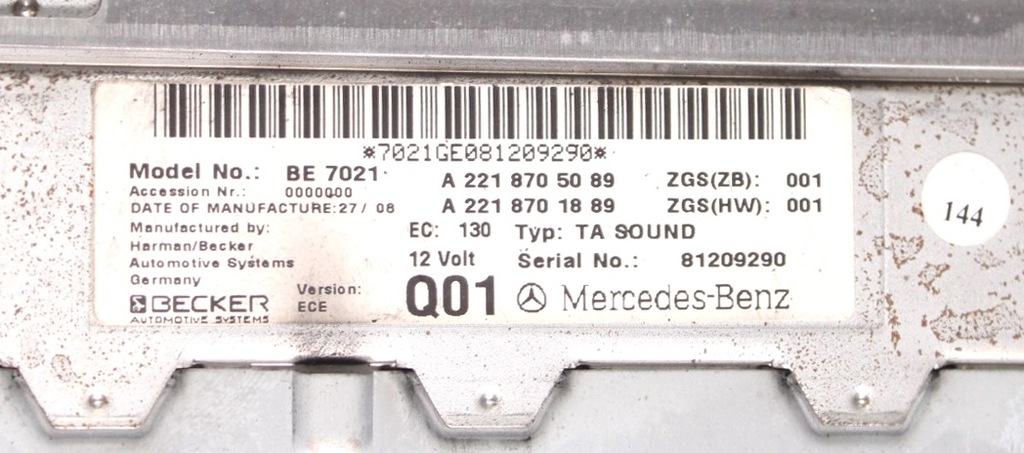 *7021GE081209290*
Model No.: BE 7021 A 221 870 50 89 ZGS(ZB): 001
Accession Nr.: 0000000
DATE OF MANUFACTURE:27/ 08 A 221 870 18 89 ZGS(HW): 001
Manufactured by: EC: 130 Typ: TA SOUND
Harman/Becker
Automotive Systems 12 Volt Serial No.: 81209290
Germany
Version: Q01 Mercedes-Benz
BECKER ECE
AUTOMOTIVE SYSTEMS
144